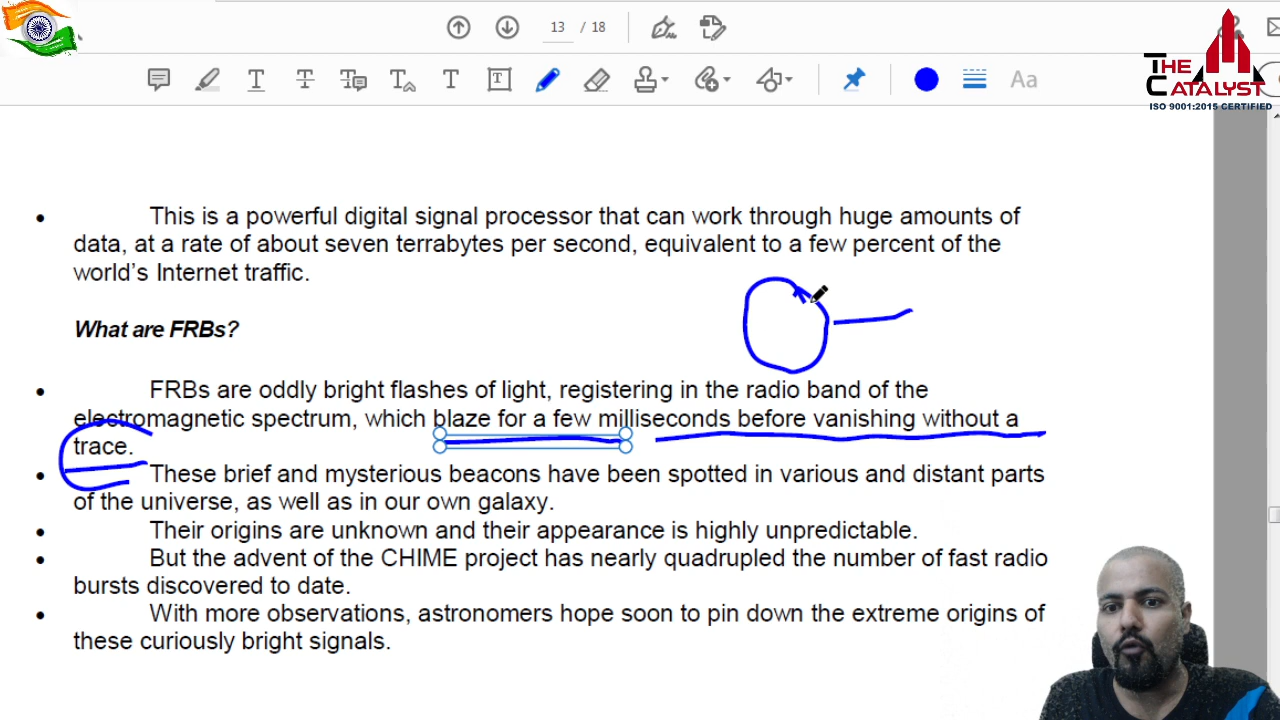 13 / 18
THE
CATALYST
ISO 9001:2015 CERTiFiED
T T T T T T Aa
• This is a powerful digital signal processor that can work through huge amounts of
data, at a rate of about seven terrabytes per second, equivalent to a few percent of the
world's Internet traffic.
What are FRBs?
• FRBs are oddly bright flashes of light, registering in the radio band of the
electromagnetic spectrum, which blaze for a few milliseconds before vanishing without a
trace.
• These brief and mysterious beacons have been spotted in various and distant parts
of the universe, as well as in our own galaxy.
• Their origins are unknown and their appearance is highly unpredictable.
• But the advent of the CHIME project has nearly quadrupled the number of fast radio
bursts discovered to date.
• With more observations, astronomers hope soon to pin down the extreme origins of
these curiously bright signals.